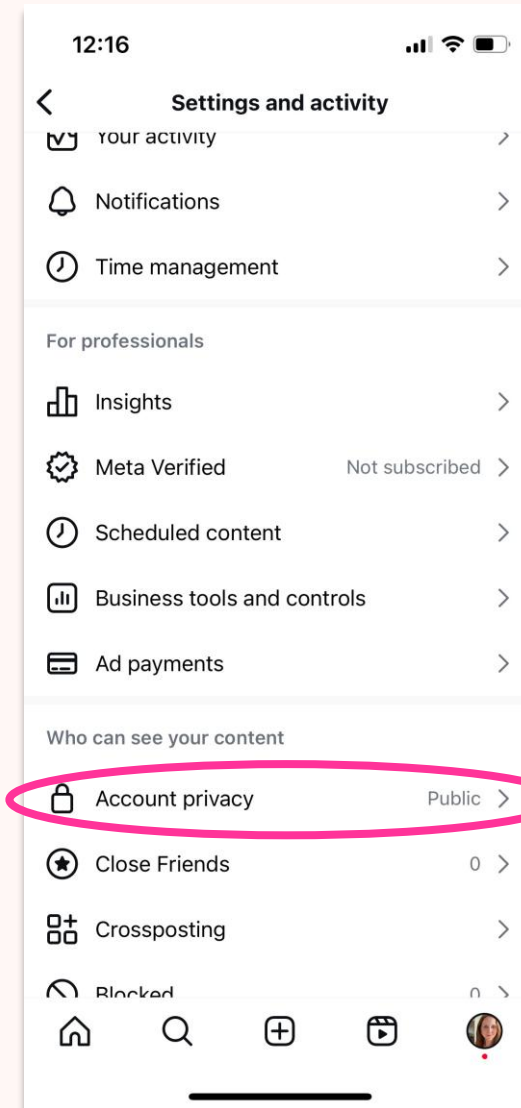 12:16
Settings and activity
Your activity
Notifications
Time management
For professionals
Insights
Meta Verified Not subscribed
Scheduled content
Business tools and controls
Ad payments
Who can see your content
Account privacy Public
Close Friends 0
Crossposting
Blocked 0